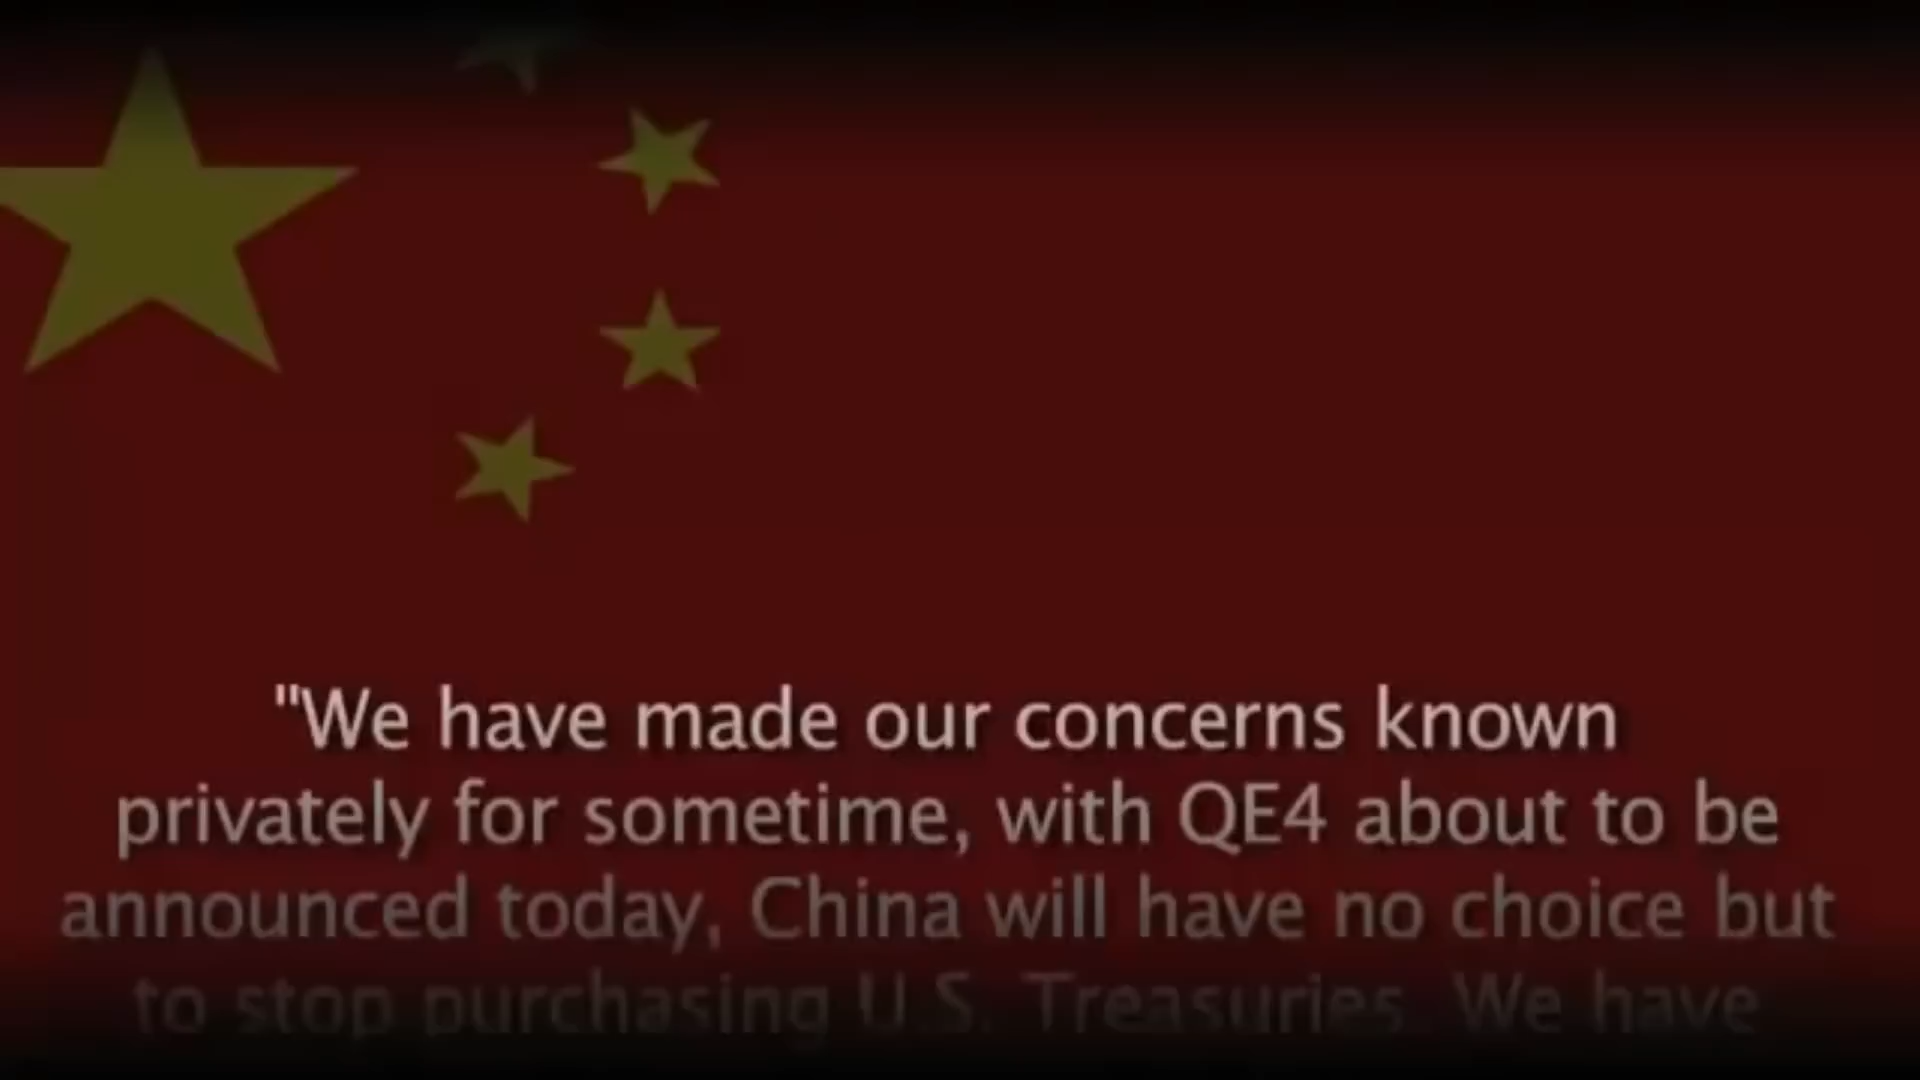 "We have made our concerns known
privately for sometime, with QE4 about to be
announced today, China will have no choice but
to stop purchasing U.S. Treasuries. We have